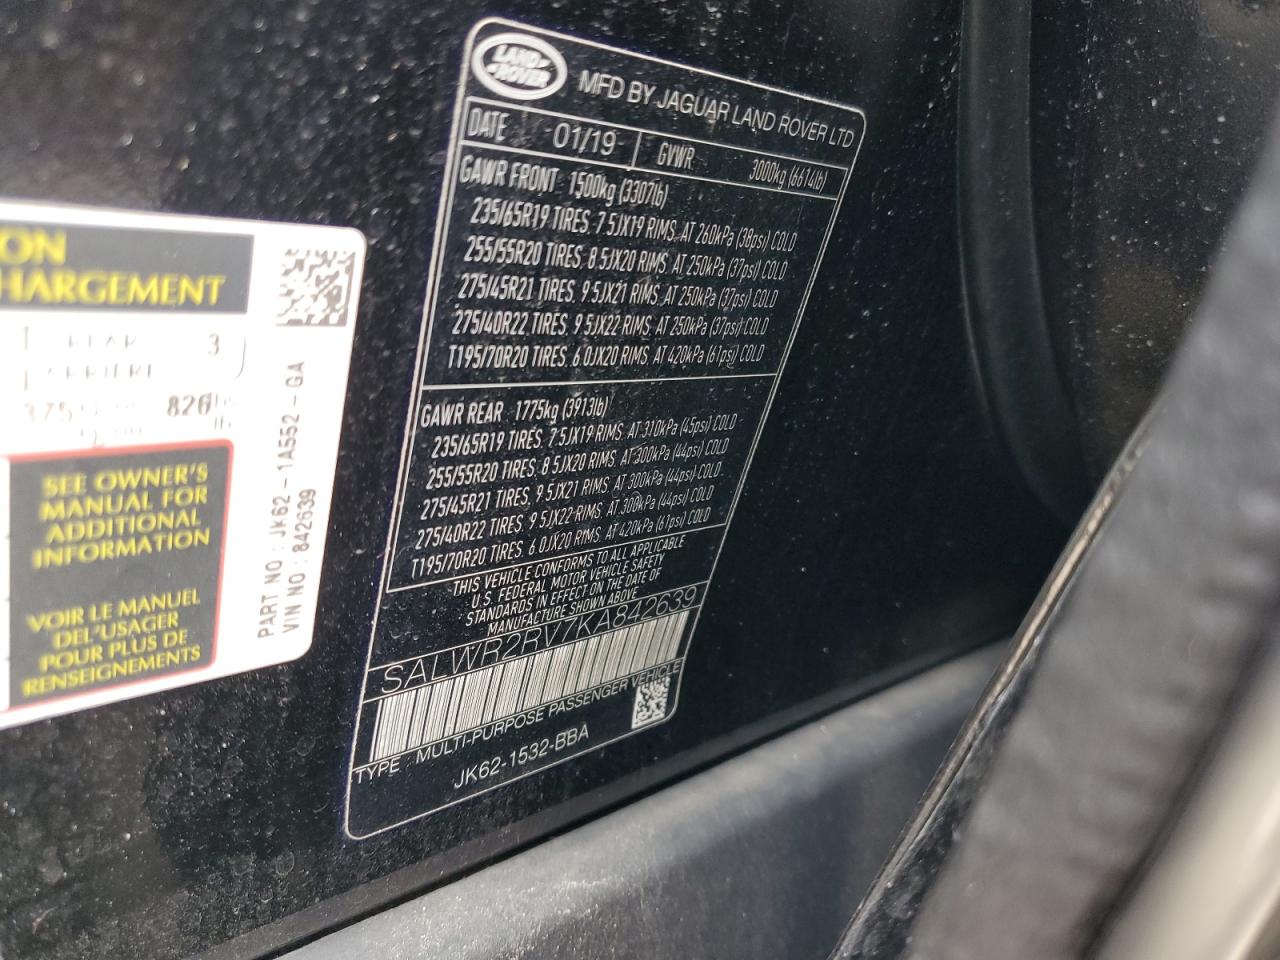 LAND
ROVER
MFD BY JAGUAR LAND ROVER LTD
DATE 01/19 GVWR 3000kg (6614lb)
GAWR FRONT 1500kg (3307lb)
235/65R19 TIRES. 7.5JX19 RIMS. AT 260kPa (38psi) COLD
255/55R20 TIRES. 8.5JX20 RIMS. AT 250kPa (37psi) COLD
275/45R21 TIRES. 9.5JX21 RIMS. AT 250kPa (37psi) COLD
275/40R22 TIRES. 9.5JX22 RIMS. AT 250kPa (37psi) COLD
T195/70R20 TIRES. 6.0JX20 RIMS. AT 420kPa (61psi) COLD
GAWR REAR 1775kg (3913lb)
235/65R19 TIRES. 7.5JX19 RIMS. AT 310kPa (45psi) COLD
255/55R20 TIRES. 8.5JX20 RIMS. AT 300kPa (44psi) COLD
275/45R21 TIRES. 9.5JX21 RIMS. AT 300kPa (44psi) COLD
275/40R22 TIRES. 9.5JX22 RIMS. AT 300kPa (44psi) COLD
T195/70R20 TIRES. 6.0JX20 RIMS. AT 420kPa (61psi) COLD
THIS VEHICLE CONFORMS TO ALL APPLICABLE
U.S. FEDERAL MOTOR VEHICLE SAFETY
STANDARDS IN EFFECT ON THE DATE OF
MANUFACTURE SHOWN ABOVE
SALWR2RV7KA842639
TYPE : MULTI-PURPOSE PASSENGER VEHICLE
JK62-1532-BBA
ON
HARGEMENT
REAR 3
ARRIERE
375 826 lb
SEE OWNER'S
MANUAL FOR
ADDITIONAL
INFORMATION
VOIR LE MANUEL
DEL'USAGER
POUR PLUS DE
RENSEIGNEMENTS
PART NO : JK62-1A552-GA
VIN NO : 842639